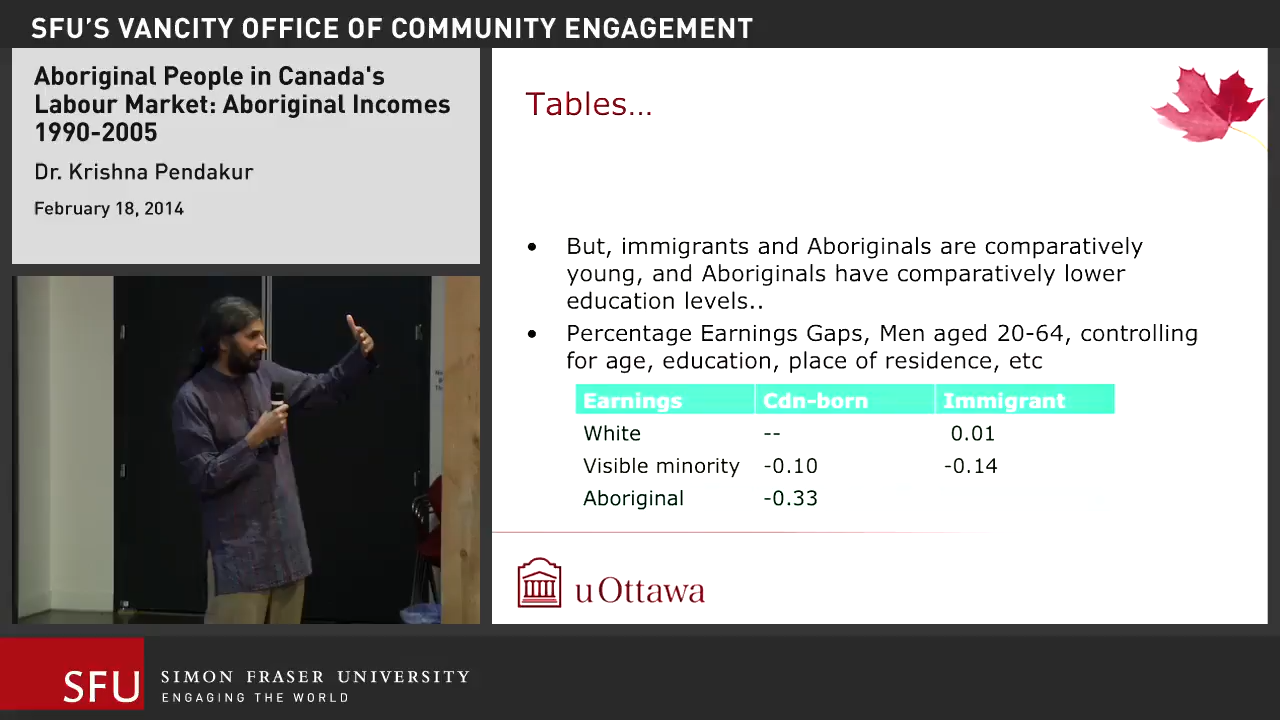 SFU'S VANCITY OFFICE OF COMMUNITY ENGAGEMENT
Aboriginal People in Canada's
Labour Market: Aboriginal Incomes
1990-2005
Dr. Krishna Pendakur
February 18, 2014
Tables...
• But, immigrants and Aboriginals are comparatively
young, and Aboriginals have comparatively lower
education levels..
• Percentage Earnings Gaps, Men aged 20-64, controlling
for age, education, place of residence, etc
Earnings Cdn-born Immigrant
White -- 0.01
Visible minority -0.10 -0.14
Aboriginal -0.33
uOttawa
SFU SIMON FRASER UNIVERSITY
ENGAGING THE WORLD